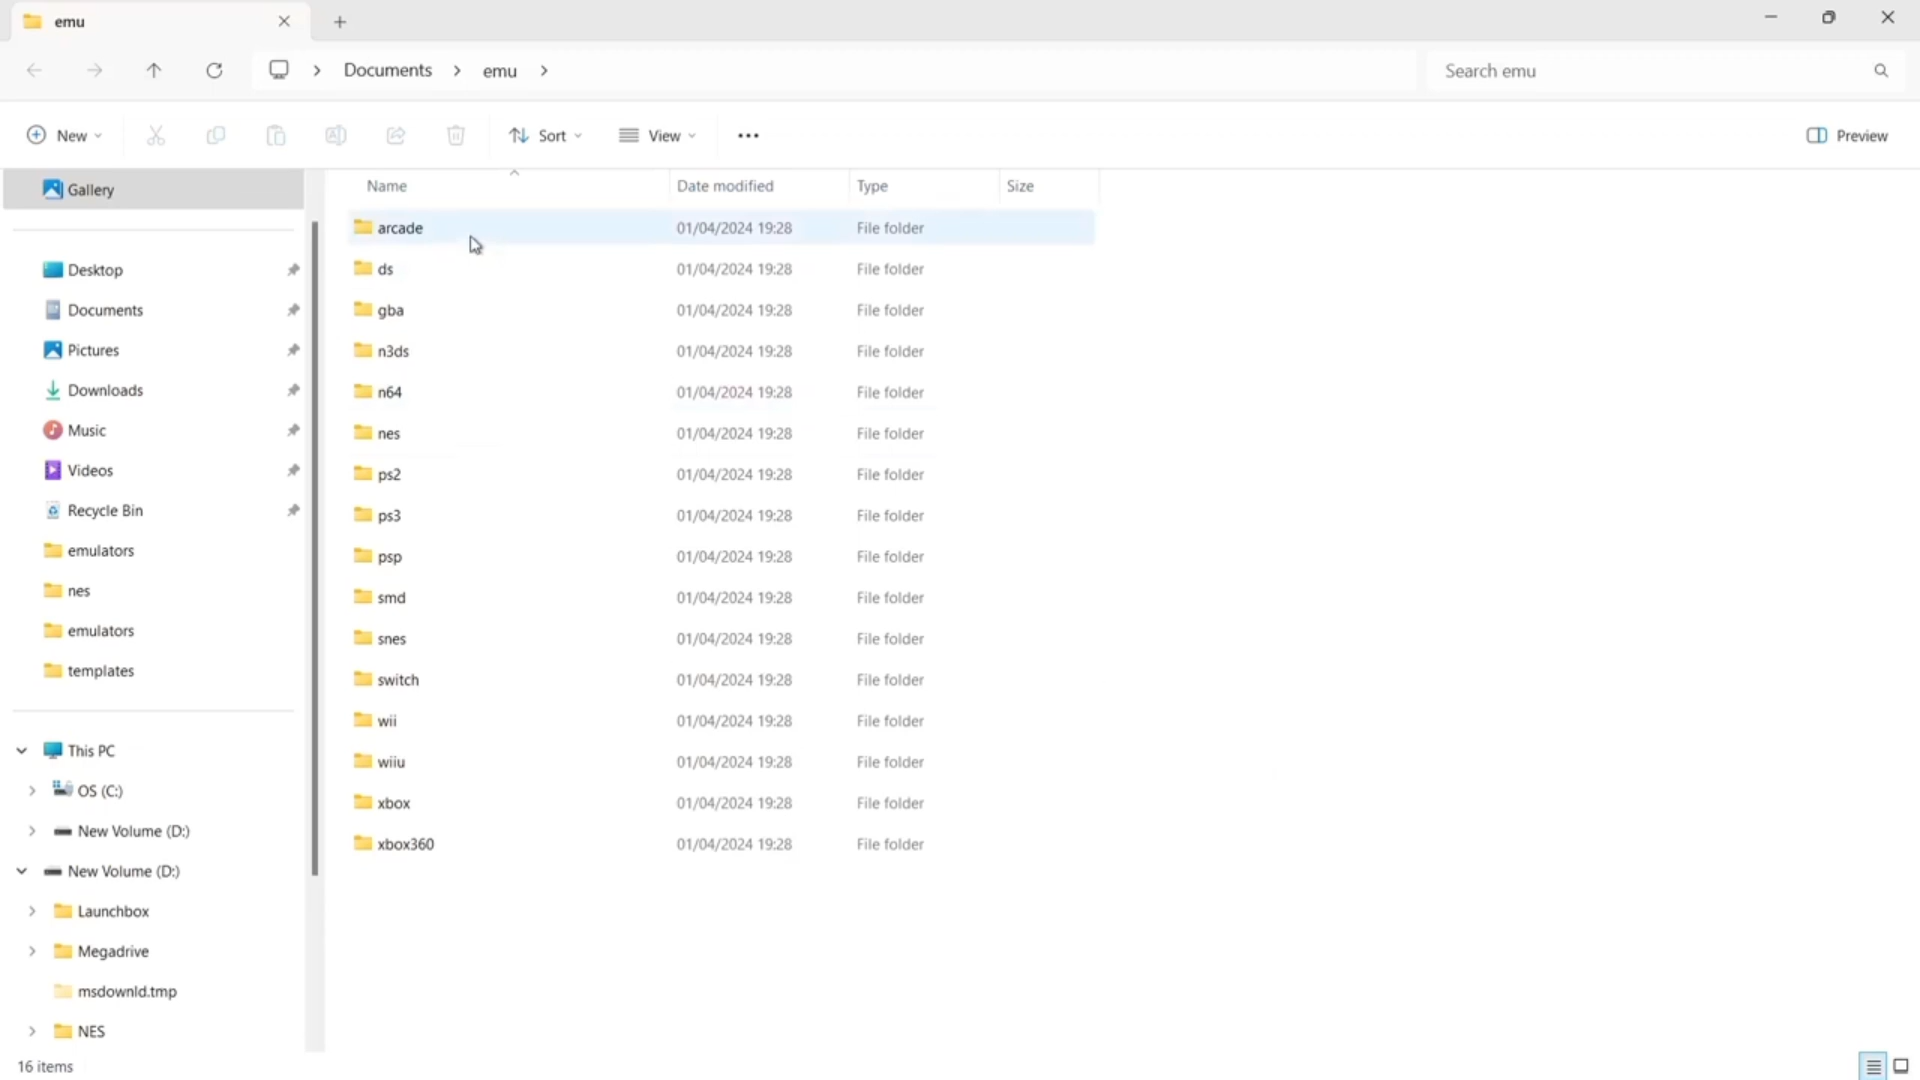 emu
Documents > emu >
Search emu
New
Sort
View
Preview
Gallery
Desktop
Documents
Pictures
Downloads
Music
Videos
Recycle Bin
emulators
nes
emulators
templates
This PC
OS (C:)
New Volume (D:)
New Volume (D:)
Launchbox
Megadrive
msdownld.tmp
NES
Name Date modified Type Size
arcade 01/04/2024 19:28 File folder
ds 01/04/2024 19:28 File folder
gba 01/04/2024 19:28 File folder
n3ds 01/04/2024 19:28 File folder
n64 01/04/2024 19:28 File folder
nes 01/04/2024 19:28 File folder
ps2 01/04/2024 19:28 File folder
ps3 01/04/2024 19:28 File folder
psp 01/04/2024 19:28 File folder
smd 01/04/2024 19:28 File folder
snes 01/04/2024 19:28 File folder
switch 01/04/2024 19:28 File folder
wii 01/04/2024 19:28 File folder
wiiu 01/04/2024 19:28 File folder
xbox 01/04/2024 19:28 File folder
xbox360 01/04/2024 19:28 File folder
16 items